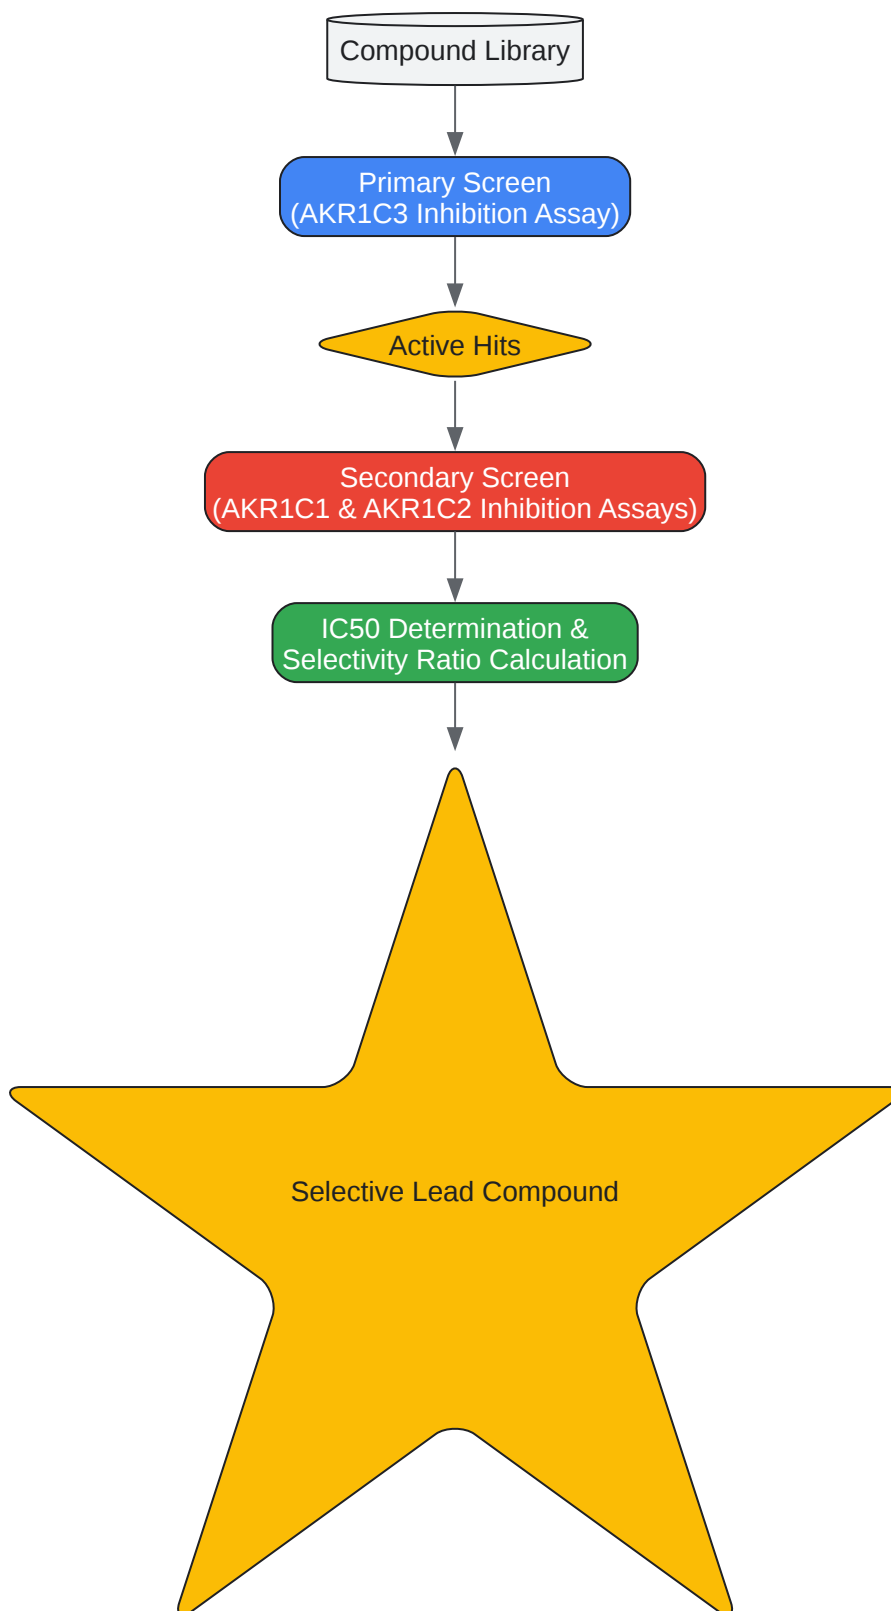 Compound Library
Primary Screen
(AKR1C3 Inhibition Assay)
Active Hits
Secondary Screen
(AKR1C1 & AKR1C2 Inhibition Assays)
IC50 Determination &
Selectivity Ratio Calculation
Selective Lead Compound